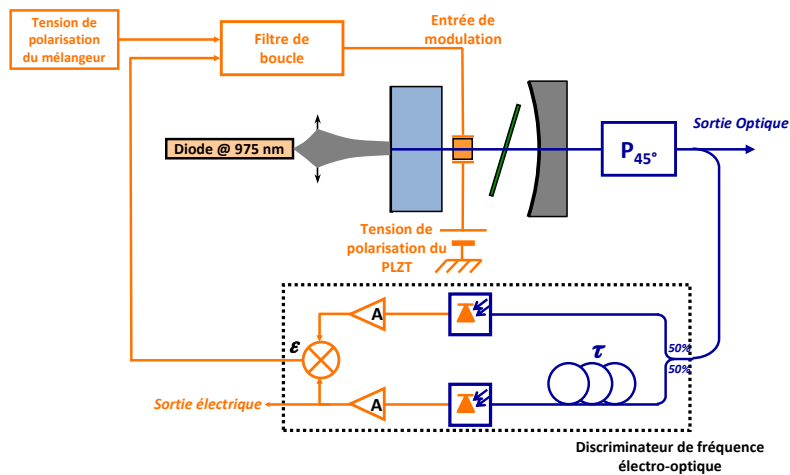 Tension de
polarisation
du mélangeur
Filtre de
boucle
Entrée de
modulation
Diode @ 975 nm
P45°
Sortie Optique
Tension de
polarisation du
PLZT
A
ε
A
τ
50%
50%
Sortie électrique
Discriminateur de fréquence
électro-optique